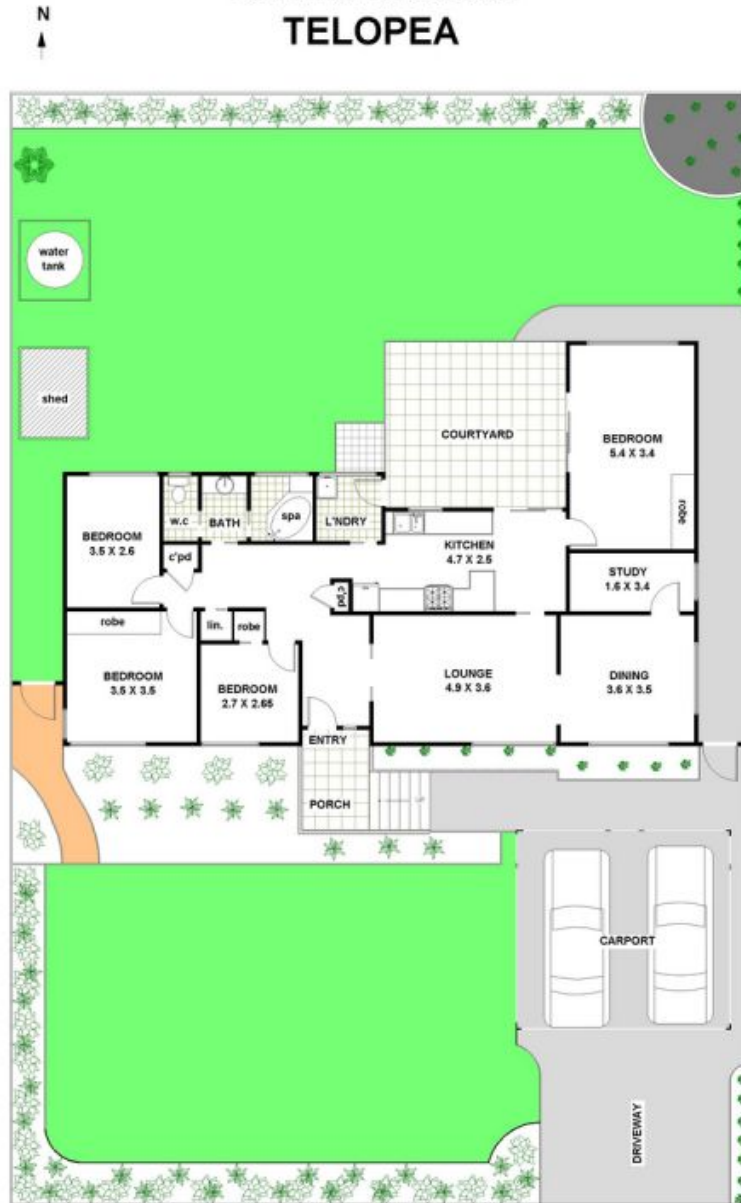 N
TELOPEA
water
tank
shed
COURTYARD
BEDROOM
5.4 X 3.4
robe
w.c
BATH
spa
L'NDRY
BEDROOM
3.5 X 2.6
c'pd
KITCHEN
4.7 X 2.5
STUDY
1.6 X 3.4
c'pd
robe
lin.
robe
BEDROOM
3.5 X 3.5
BEDROOM
2.7 X 2.65
LOUNGE
4.9 X 3.6
DINING
3.6 X 3.5
ENTRY
PORCH
CARPORT
DRIVEWAY